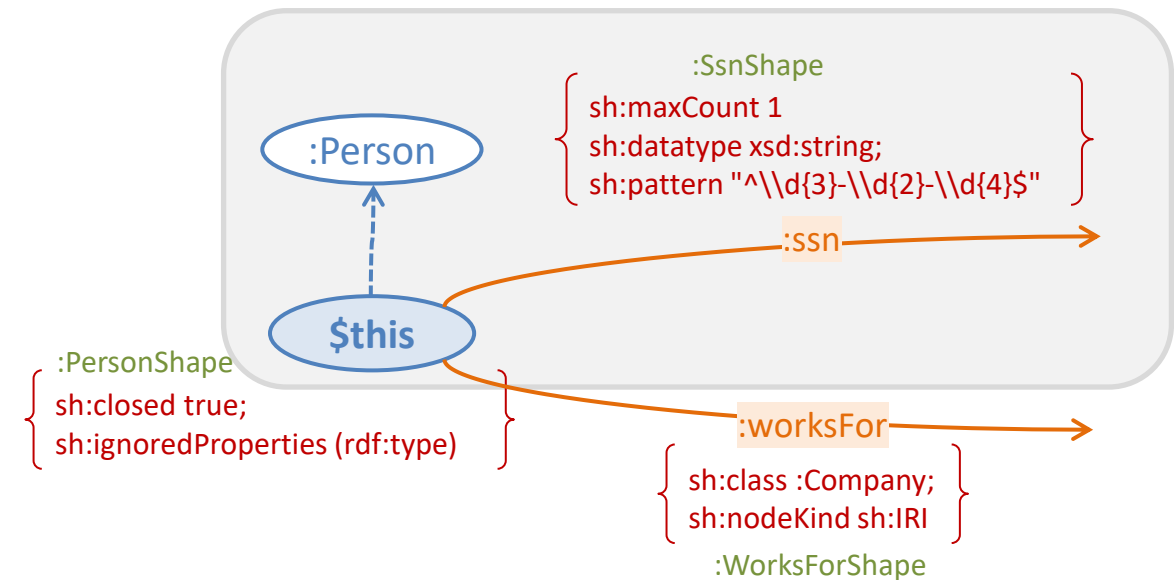 :SsnShape
sh:maxCount 1
sh:datatype xsd:string;
sh:pattern "^\\d{3}-\\d{2}-\\d{4}$"
:Person
:ssn
$this
:PersonShape
sh:closed true;
sh:ignoredProperties (rdf:type)
:worksFor
sh:class :Company;
sh:nodeKind sh:IRI
:WorksForShape